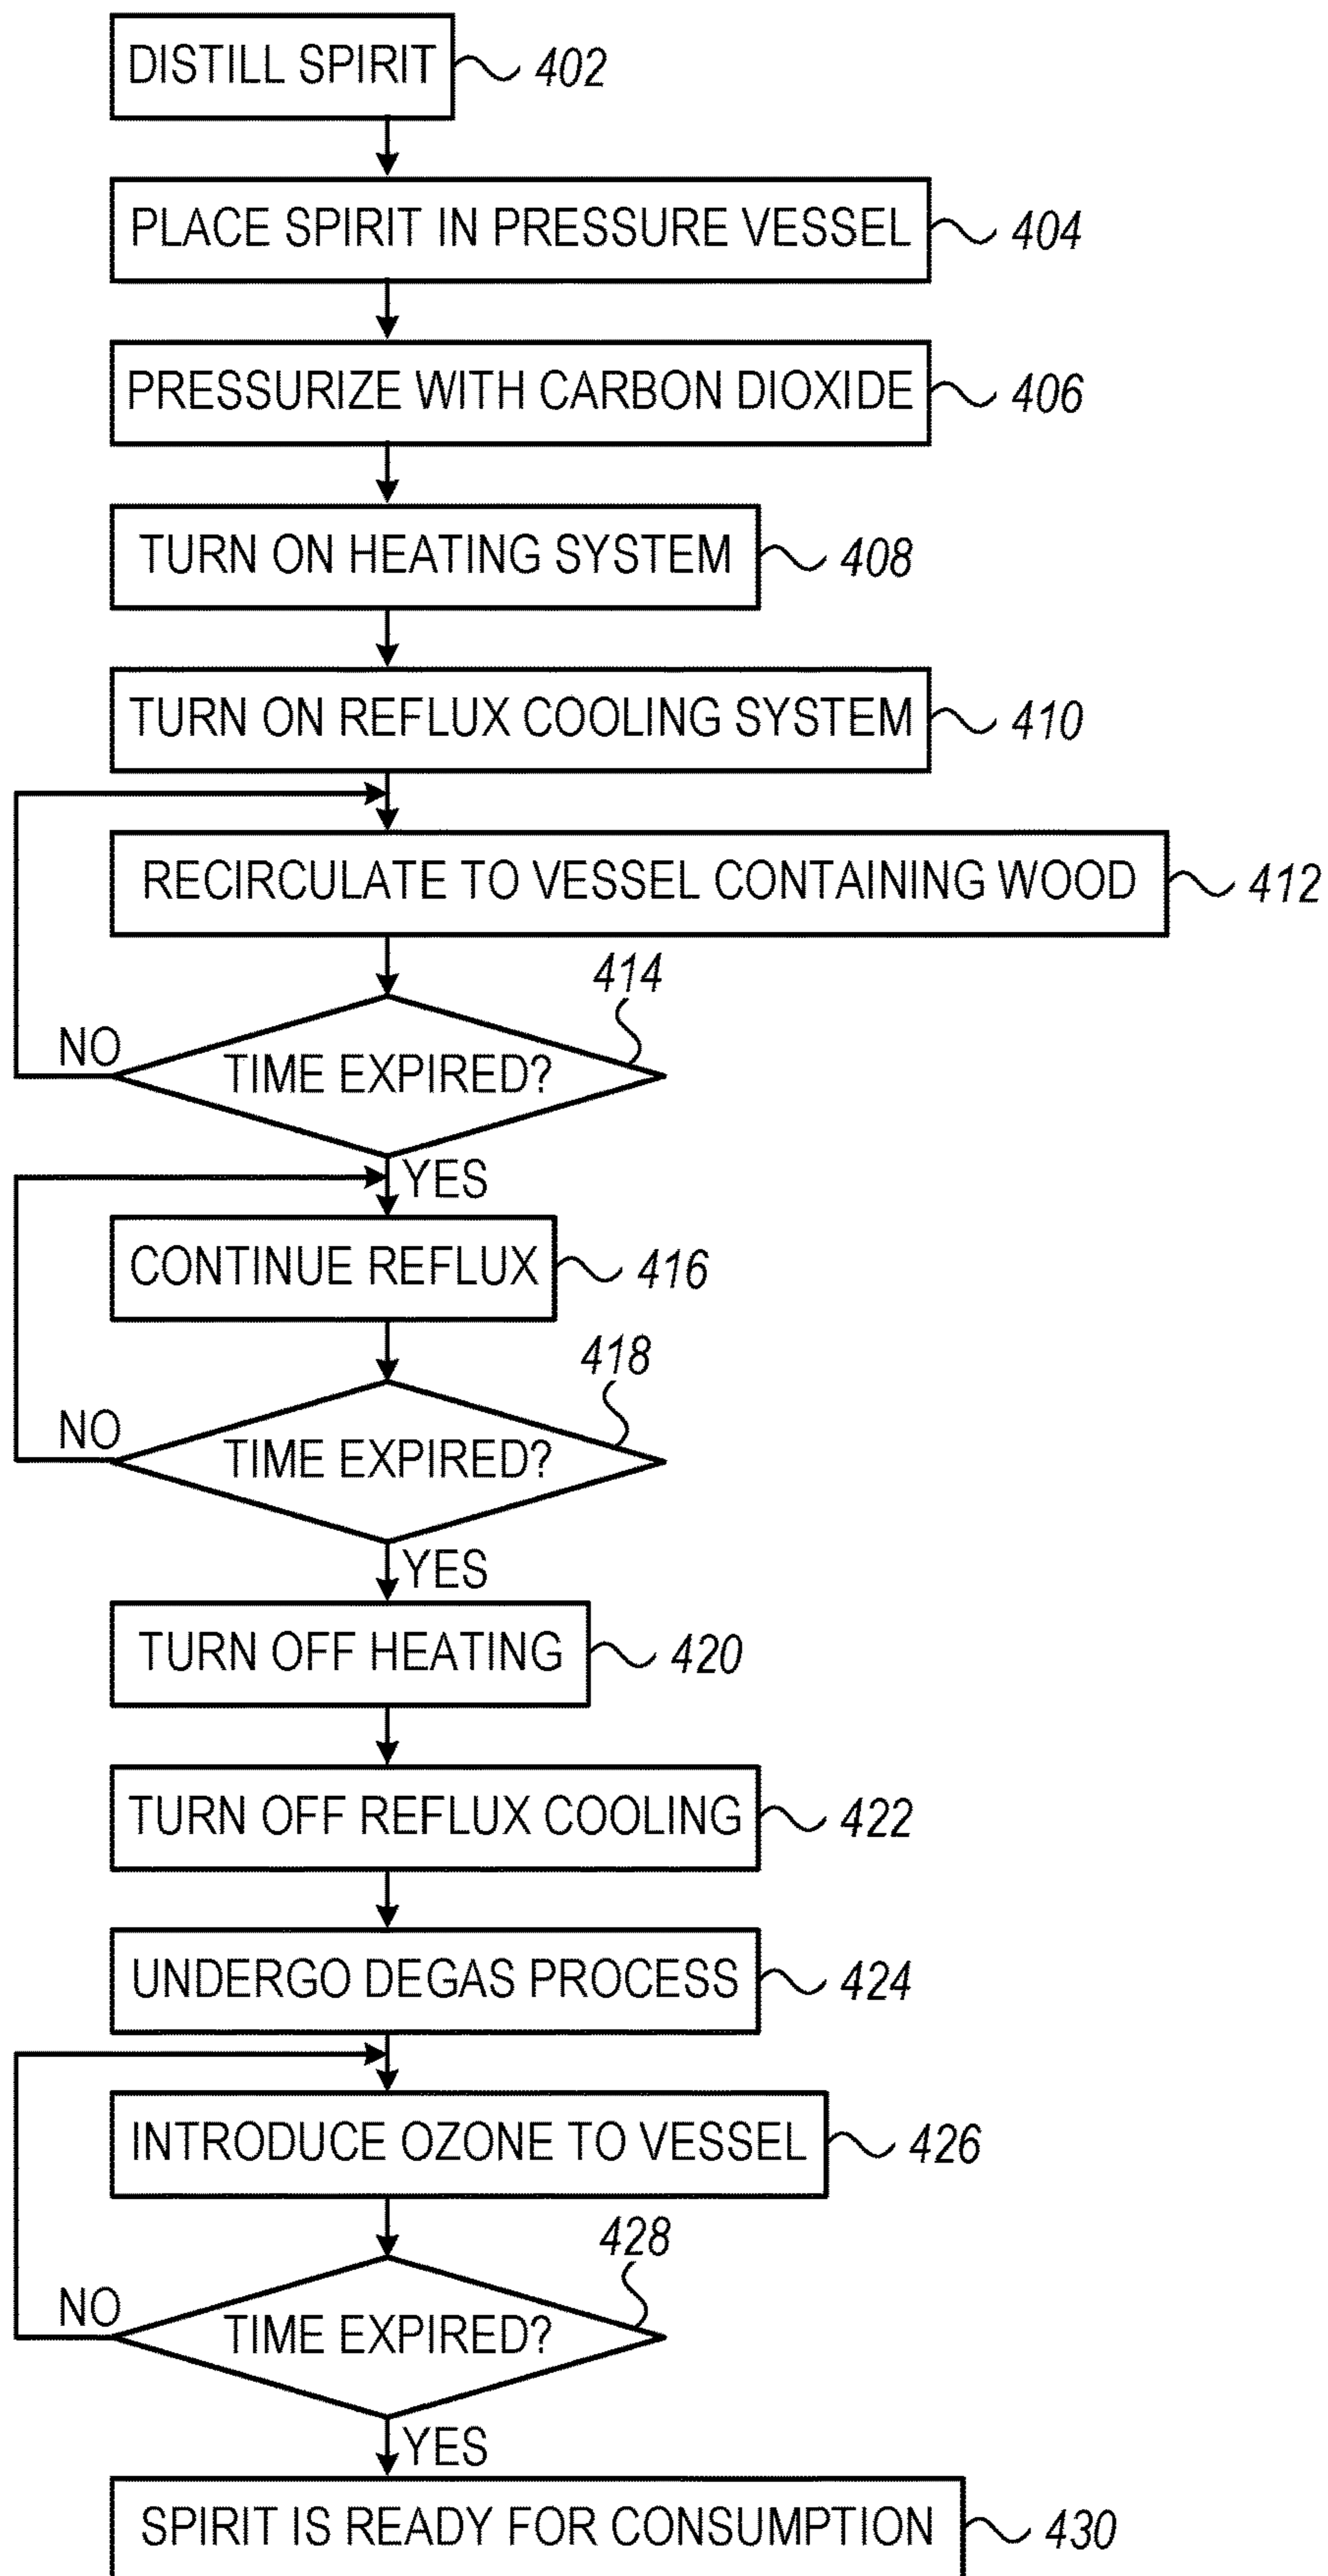 DISTILL SPIRIT 402
PLACE SPIRIT IN PRESSURE VESSEL 404
PRESSURIZE WITH CARBON DIOXIDE 406
TURN ON HEATING SYSTEM 408
TURN ON REFLUX COOLING SYSTEM 410
RECIRCULATE TO VESSEL CONTAINING WOOD 412
414
NO
TIME EXPIRED?
YES
CONTINUE REFLUX 416
418
NO
TIME EXPIRED?
YES
TURN OFF HEATING 420
TURN OFF REFLUX COOLING 422
UNDERGO DEGAS PROCESS 424
INTRODUCE OZONE TO VESSEL 426
428
NO
TIME EXPIRED?
YES
SPIRIT IS READY FOR CONSUMPTION 430